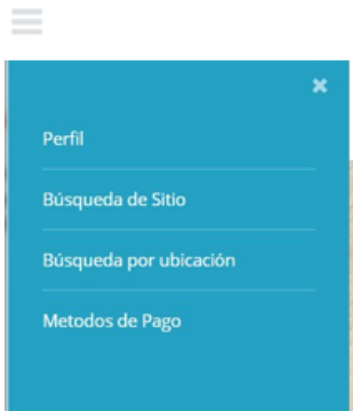 Perfil
Búsqueda de Sitio
Búsqueda por ubicación
Metodos de Pago